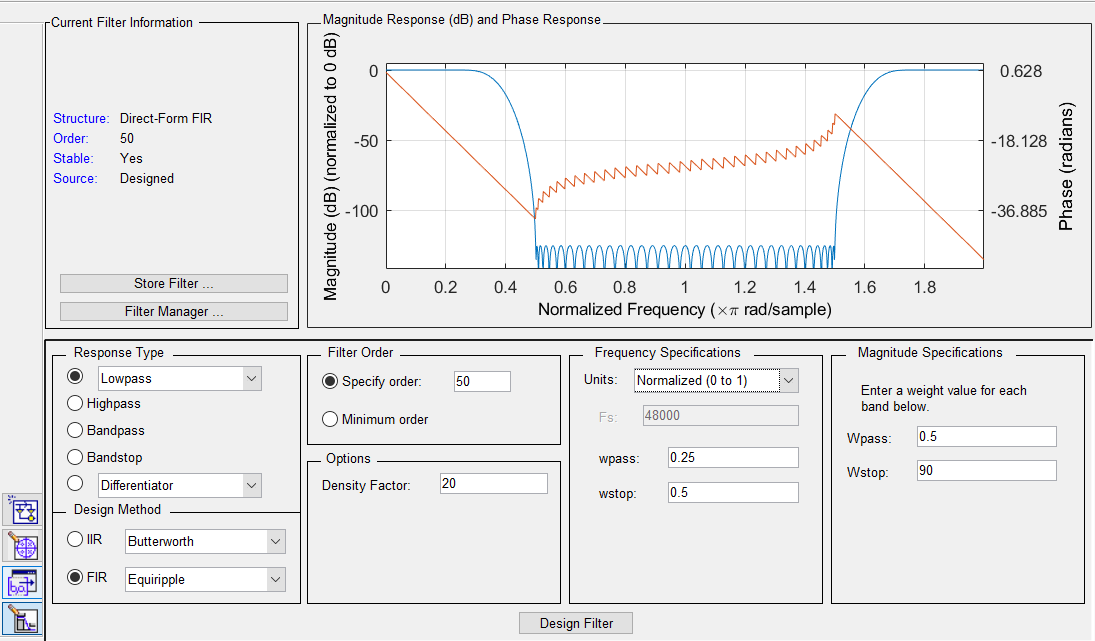 Current Filter Information
Structure: Direct-Form FIR
Order: 50
Stable: Yes
Source: Designed
Store Filter ...
Filter Manager ...
Magnitude Response (dB) and Phase Response
Magnitude (dB) (normalized to 0 dB)
0
-50
-100
0.628
-18.128
-36.885
Phase (radians)
0 0.2 0.4 0.6 0.8 1 1.2 1.4 1.6 1.8
Normalized Frequency (×π rad/sample)
Response Type
Lowpass
Highpass
Bandpass
Bandstop
Differentiator
Design Method
IIR Butterworth
FIR Equiripple
Filter Order
Specify order: 50
Minimum order
Options
Density Factor: 20
Frequency Specifications
Units: Normalized (0 to 1)
Fs: 48000
wpass: 0.25
wstop: 0.5
Magnitude Specifications
Enter a weight value for each
band below.
Wpass: 0.5
Wstop: 90
Design Filter